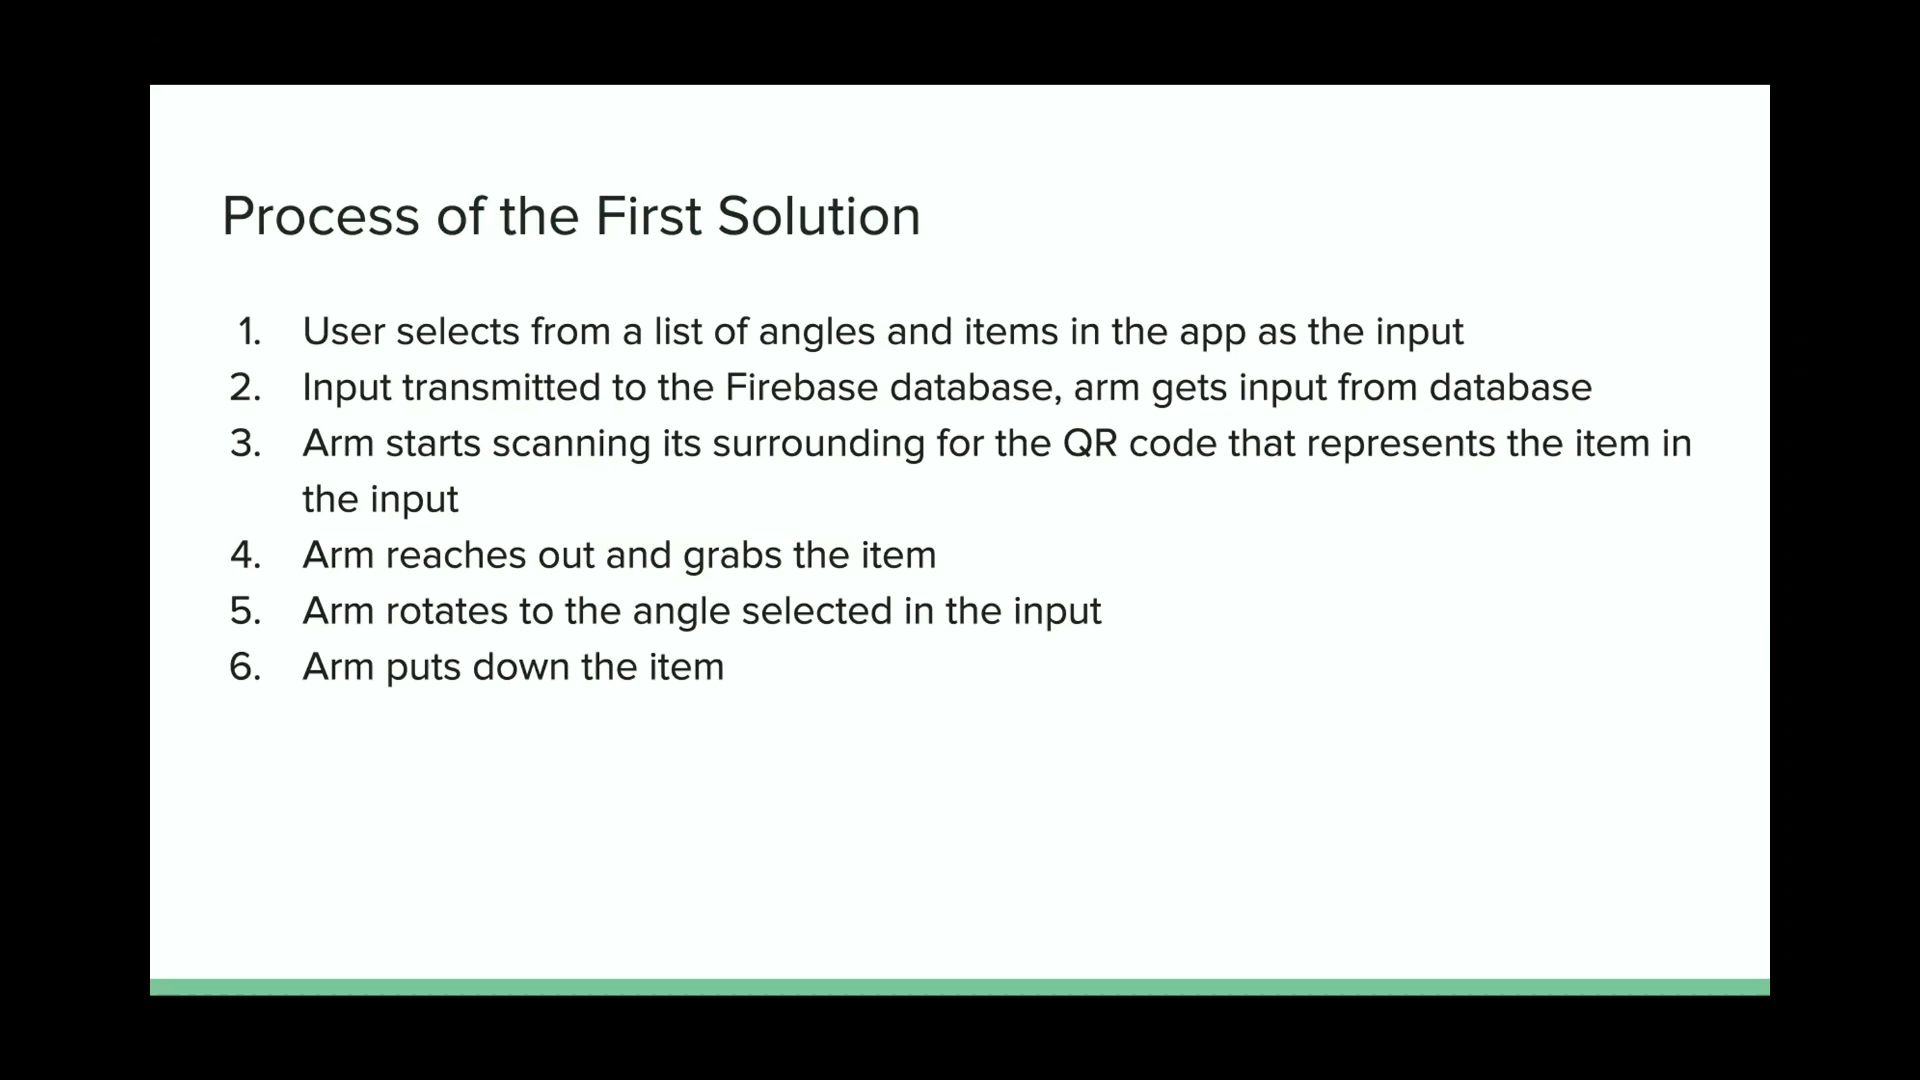 Process of the First Solution
1. User selects from a list of angles and items in the app as the input
2. Input transmitted to the Firebase database, arm gets input from database
3. Arm starts scanning its surrounding for the QR code that represents the item in
the input
4. Arm reaches out and grabs the item
5. Arm rotates to the angle selected in the input
6. Arm puts down the item